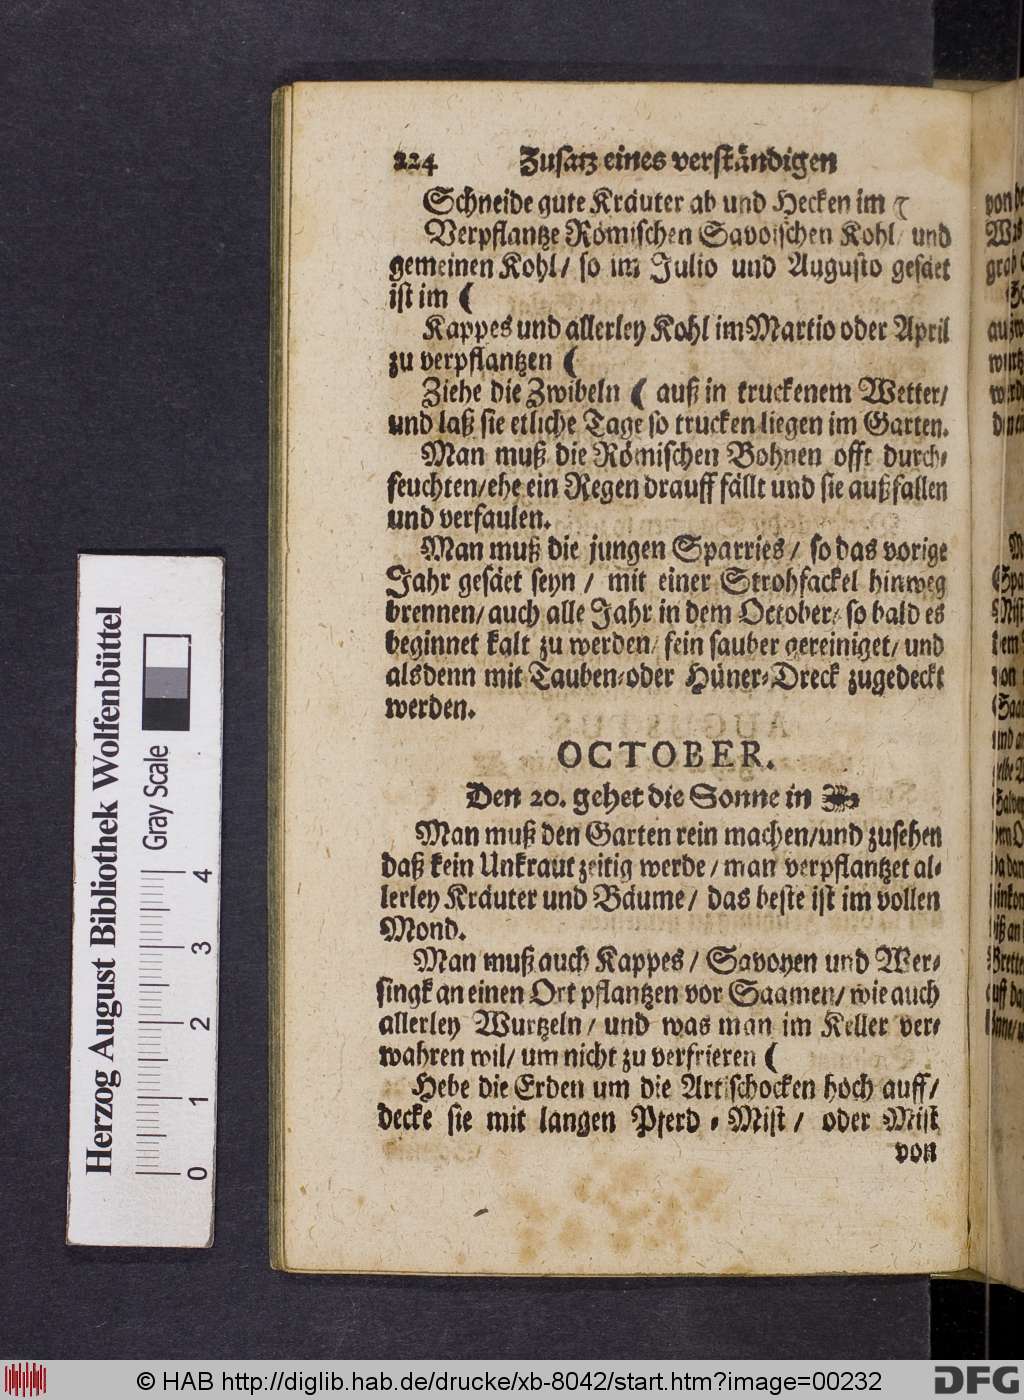 224 Zusatz eines verständigen
Schneide gute Kräuter ab und Hecken im
Verpflantze Römischen Savoischen Kohl/ und
gemeinen Kohl/ so im Julio und Augusto gesäet
ist im ☾
Kappes und allerley Kohl im Martio oder April
zu verpflantzen ☾
Ziehe die Zwibeln ☾ auß in truckenem Wetter/
und laß sie etliche Tage so trucken liegen im Garten.
Man muß die Römischen Bohnen offt durch-
feuchten/ ehe ein Regen drauff fällt und sie außfallen
und verfaulen.
Man muß die jungen Sparries/ so das vorige
Jahr gesäet seyn/ mit einer Strohfackel hinweg
brennen/ auch alle Jahr in dem October/ so bald es
beginnet kalt zu werden/ fein sauber gereiniget/ und
alsdenn mit Tauben-oder Hüner-Dreck zugedeckt
werden.
OCTOBER.
Den 20. gehet die Sonne in
Man muß den Garten rein machen/ und zusehen
daß kein Unkraut zeitig werde/ man verpflantzet al-
lerley Kräuter und Bäume/ das beste ist im vollen
Mond.
Man muß auch Kappes/ Savoyen und Wer-
singk an einen Ort pflantzen vor Saamen/ wie auch
allerley Wurtzeln/ und was man im Keller ver-
wahren wil/ um nicht zu verfrieren ☾
Hebe die Erden um die Artischocken hoch auff/
decke sie mit langen Pferd-Mist/ oder Mist
von
Herzog August Bibliothek Wolfenbüttel
Gray Scale
0 1 2 3 4
© HAB http://diglib.hab.de/drucke/xb-8042/start.htm?image=00232
DFG